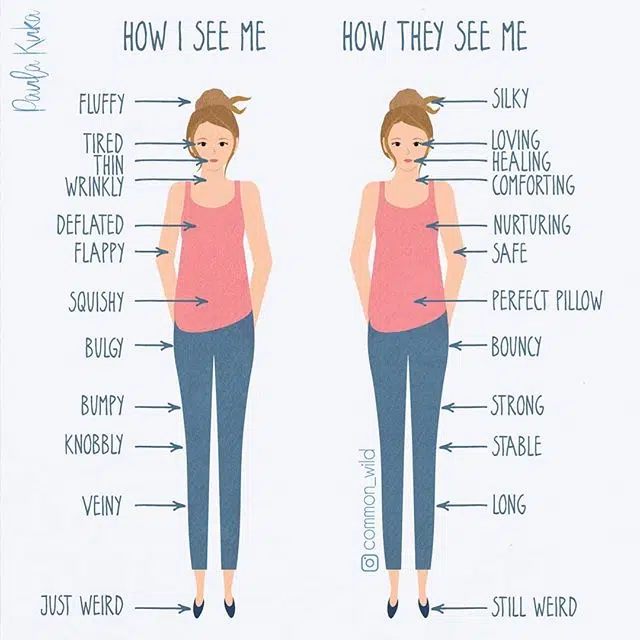 Paula Kuka
HOW I SEE ME
FLUFFY
TIRED
THIN
WRINKLY
DEFLATED
FLAPPY
SQUISHY
BULGY
BUMPY
KNOBBLY
VEINY
JUST WEIRD
HOW THEY SEE ME
SILKY
LOVING
HEALING
COMFORTING
NURTURING
SAFE
PERFECT PILLOW
BOUNCY
STRONG
STABLE
LONG
STILL WEIRD
common_wild